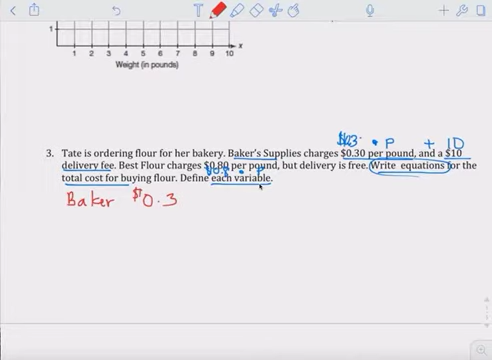 1
1 2 3 4 5 6 7 8 9 10 x
Weight (in pounds)
• P + 10
3. Tate is ordering flour for her bakery. Baker's Supplies charges $0.30 per pound, and a $10
delivery fee. Best Flour charges $0.80 per pound, but delivery is free. Write equations for the
$0.8 • P
total cost for buying flour. Define each variable.
Baker $0.3